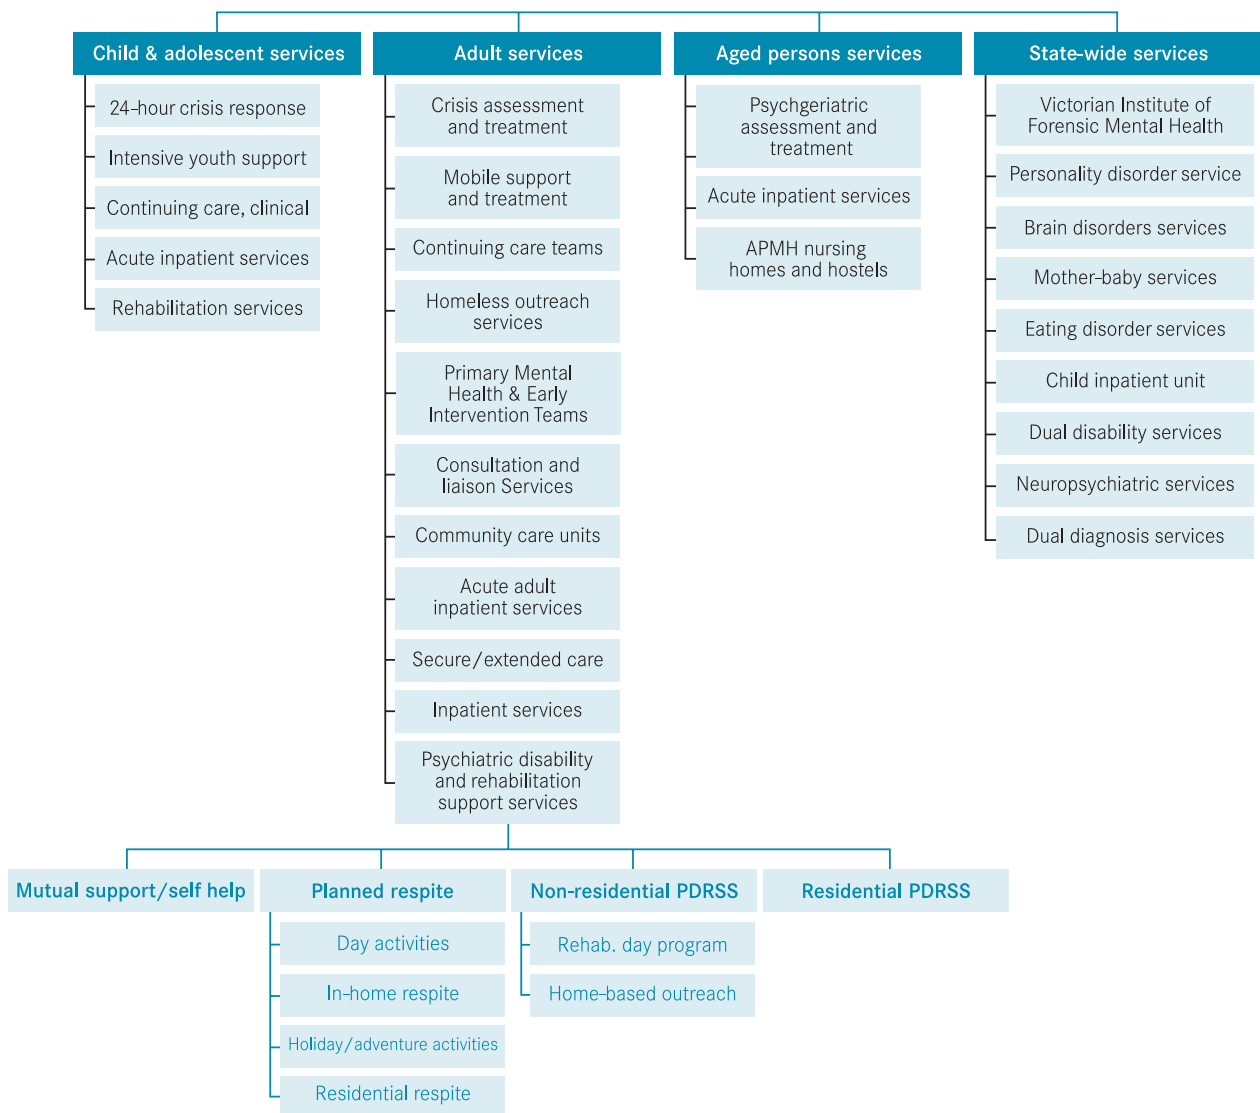 Child & adolescent services
24-hour crisis response
Intensive youth support
Continuing care, clinical
Acute inpatient services
Rehabilitation services
Adult services
Crisis assessment
and treatment
Mobile support
and treatment
Continuing care teams
Homeless outreach
services
Primary Mental
Health & Early
Intervention Teams
Consultation and
liaison Services
Community care units
Acute adult
inpatient services
Secure/extended care
Inpatient services
Psychiatric disability
and rehabilitation
support services
Aged persons services
Psychgeriatric
assessment and
treatment
Acute inpatient services
APMH nursing
homes and hostels
State-wide services
Victorian Institute of
Forensic Mental Health
Personality disorder service
Brain disorders services
Mother-baby services
Eating disorder services
Child inpatient unit
Dual disability services
Neuropsychiatric services
Dual diagnosis services
Mutual support/self help
Planned respite
Day activities
In-home respite
Holiday/adventure activities
Residential respite
Non-residential PDRSS
Rehab. day program
Home-based outreach
Residential PDRSS